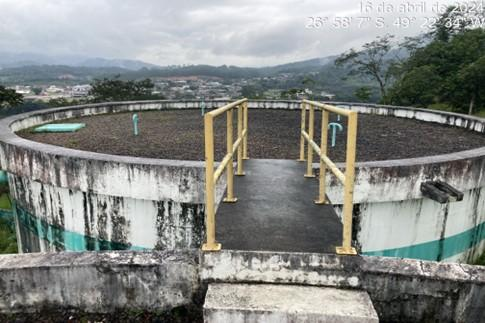 16 de abril de 2024
26° 58' 7" S, 49° 22' 34" W